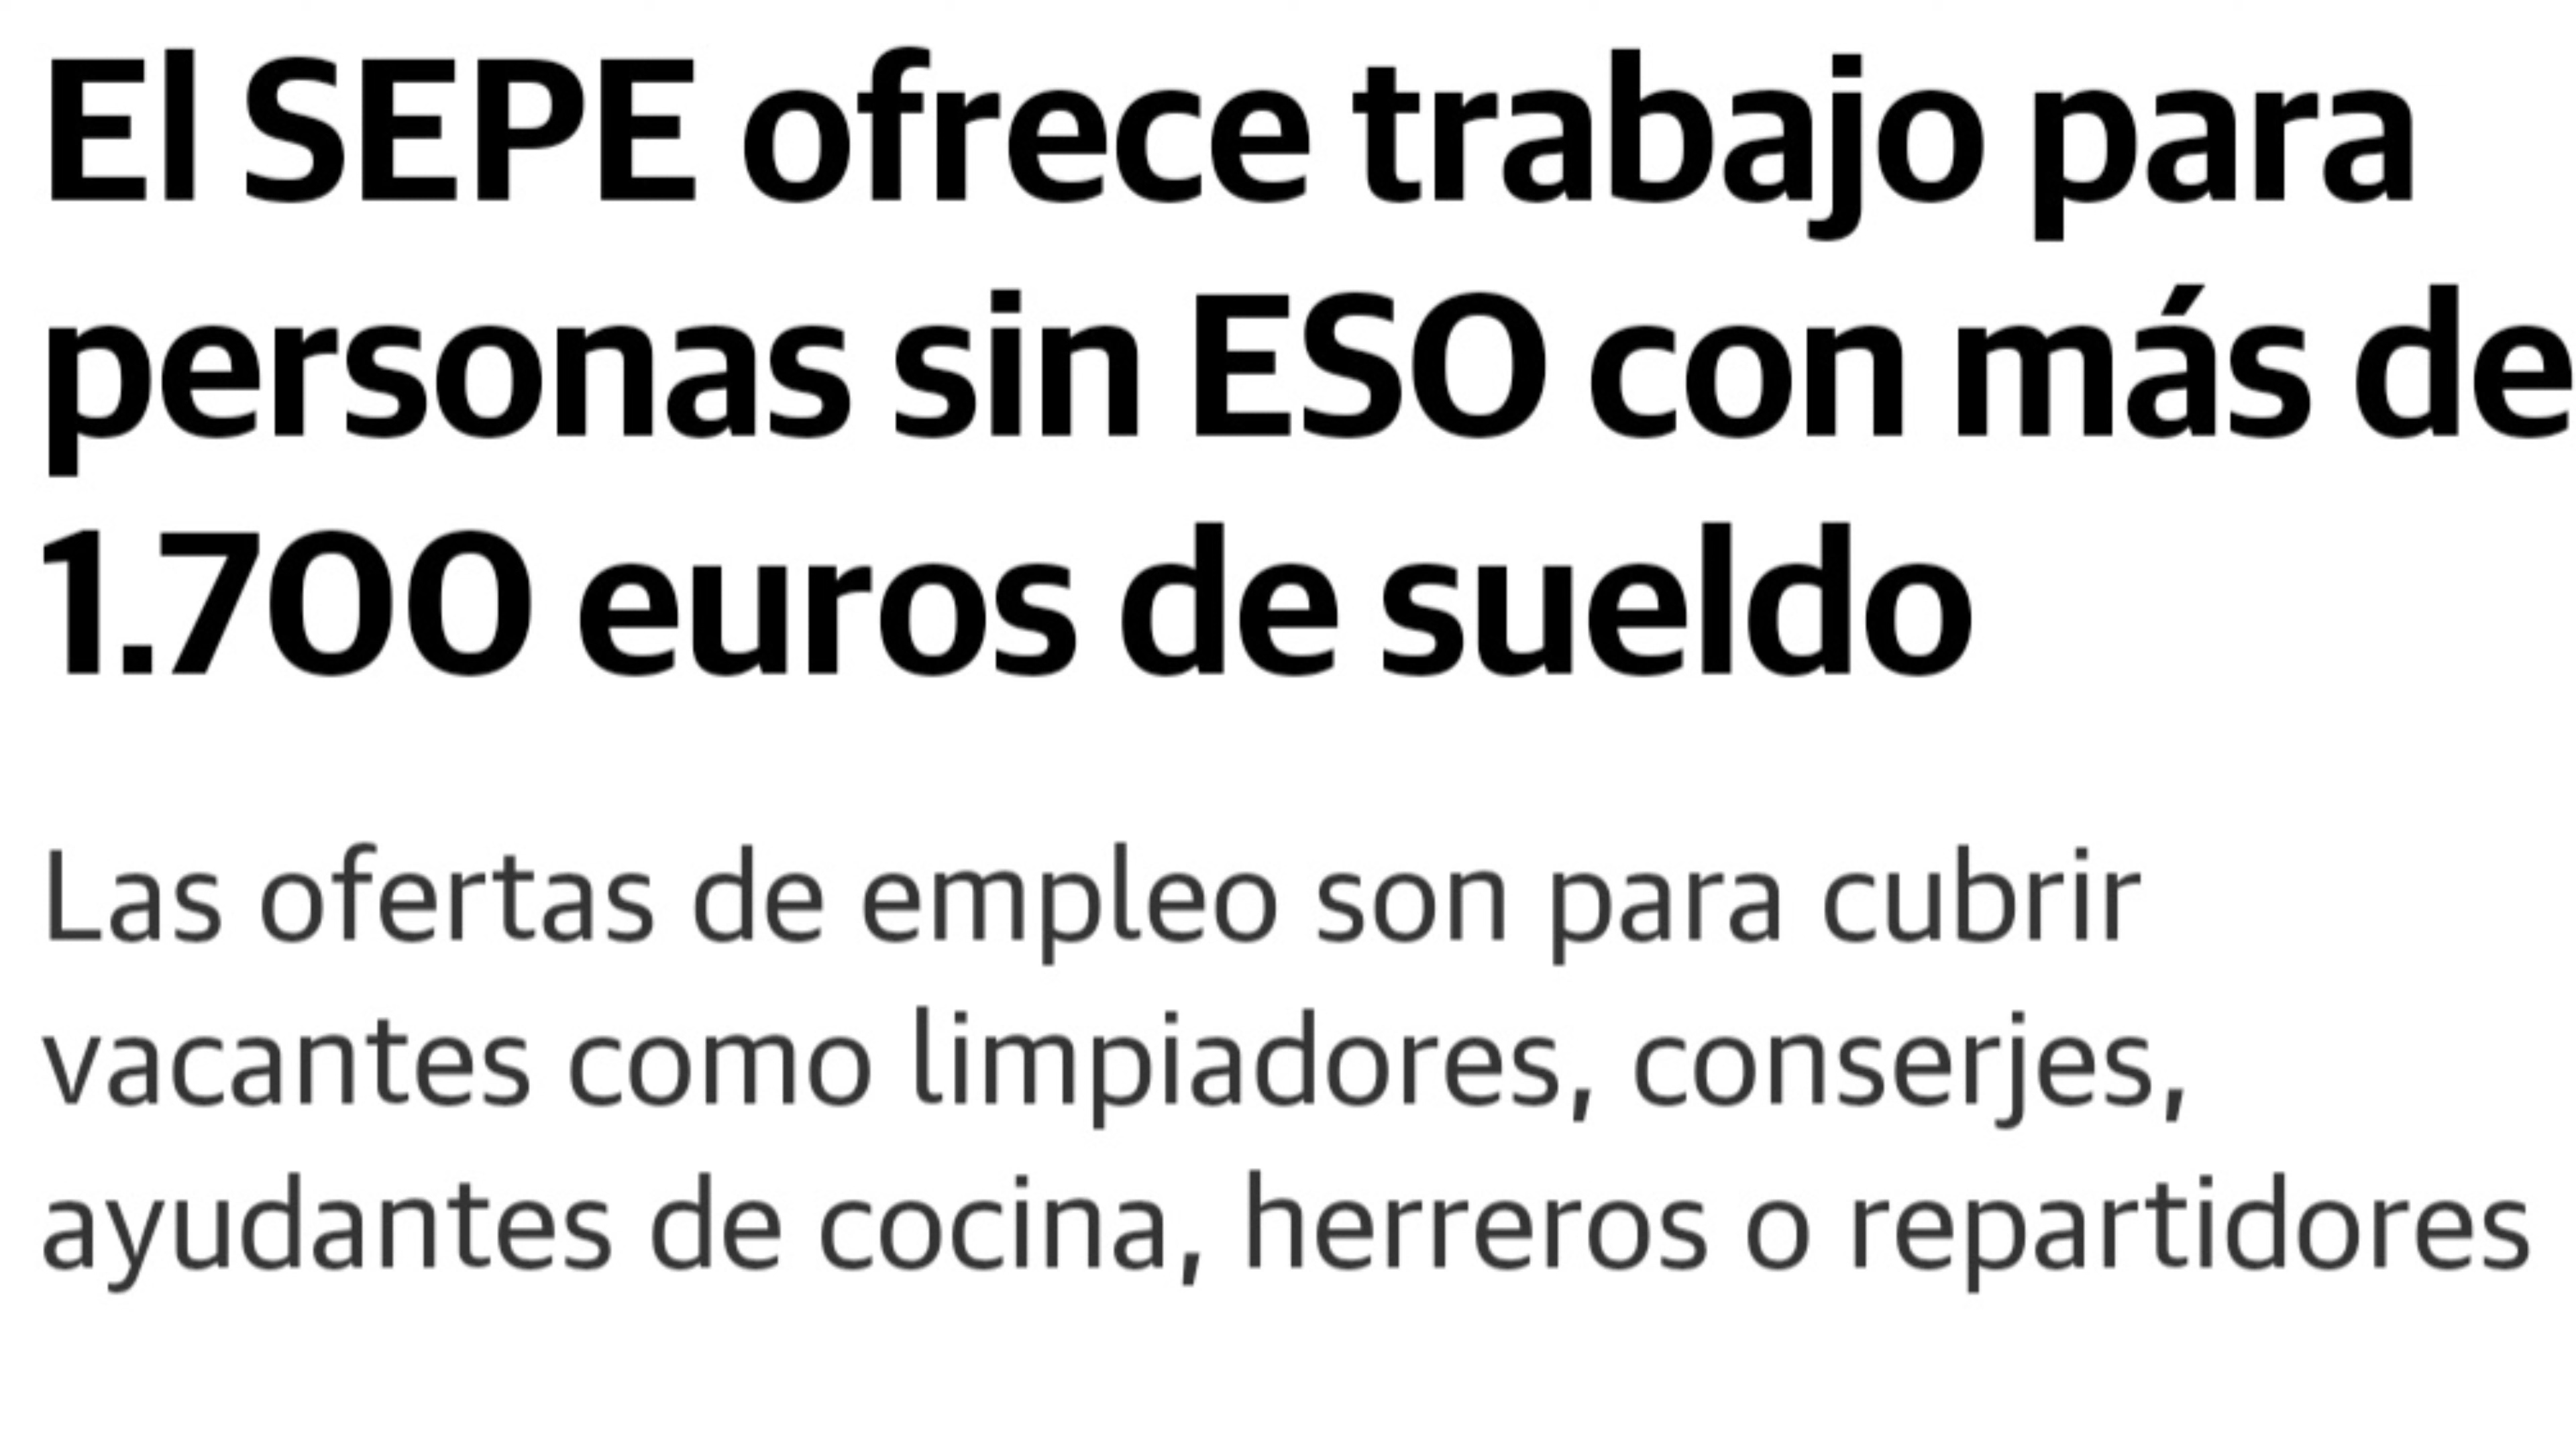 El SEPE ofrece trabajo para
personas sin ESO con más de
1.700 euros de sueldo
Las ofertas de empleo son para cubrir
vacantes como limpiadores, conserjes,
ayudantes de cocina, herreros o repartidores